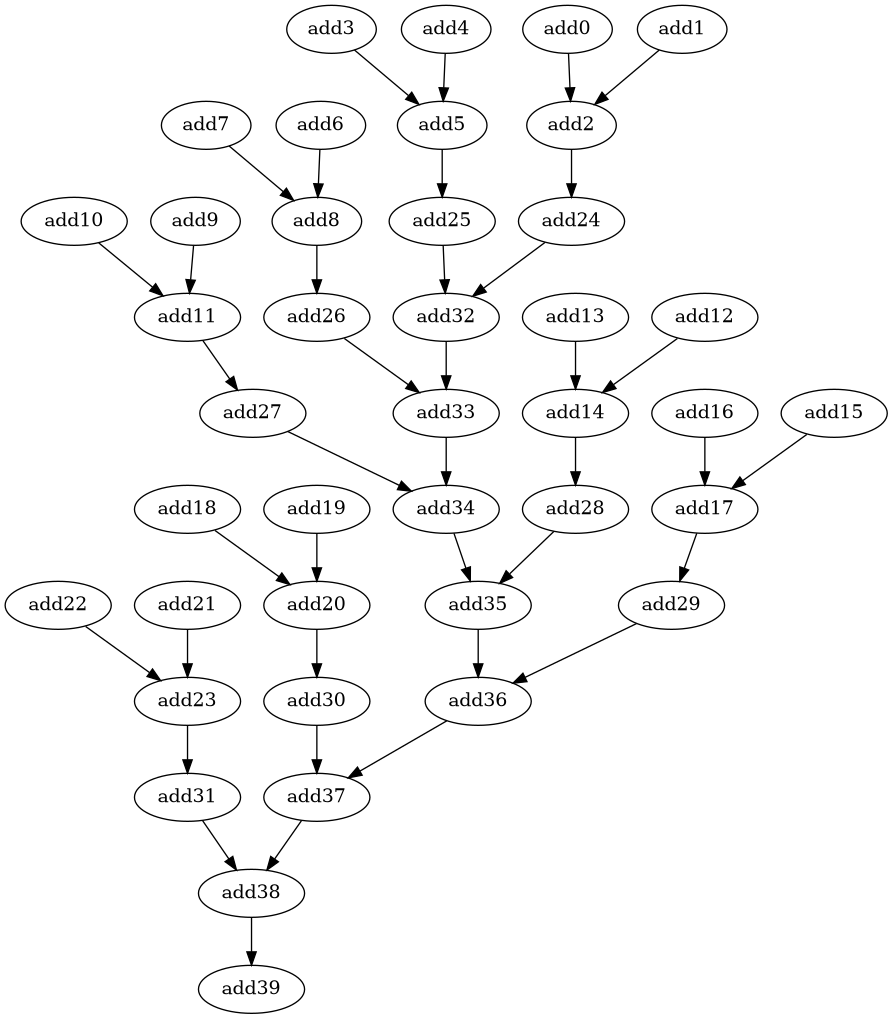 add3 add4 add0 add1
add7 add6 add5 add2
add10 add9 add8 add25 add24
add11 add26 add32 add13 add12
add27 add33 add14 add16 add15
add18 add19 add34 add28 add17
add22 add21 add20 add35 add29
add23 add30 add36
add31 add37
add38
add39